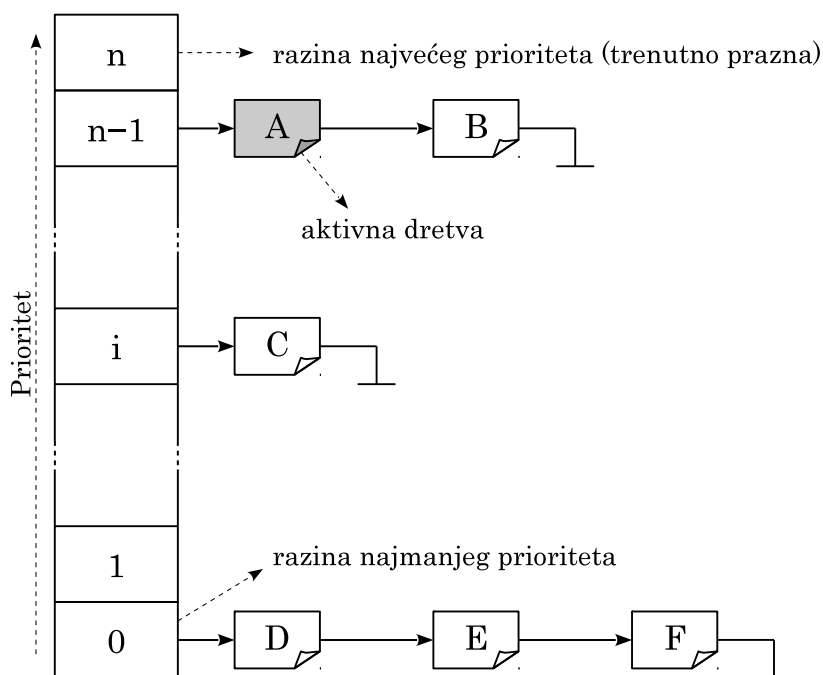 n
razina najvećeg prioriteta (trenutno prazna)
n−1
A
B
aktivna dretva
Prioritet
i
C
1
razina najmanjeg prioriteta
0
D
E
F